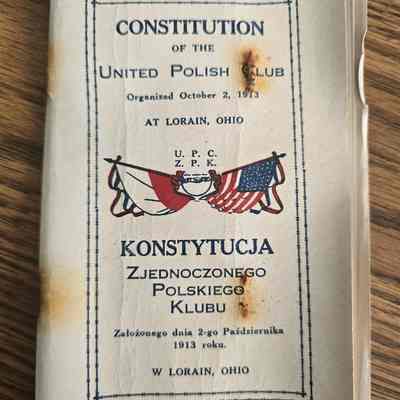 CONSTITUTION
OF THE
UNITED POLISH CLUB
Organized October 2, 1913
AT LORAIN, OHIO
U. P. C.
Z. P. K.
KONSTYTUCJA
ZJEDNOCZONEGO
POLSKIEGO
KLUBU
Założonego dnia 2-go Października
1913 roku.
W LORAIN, OHIO